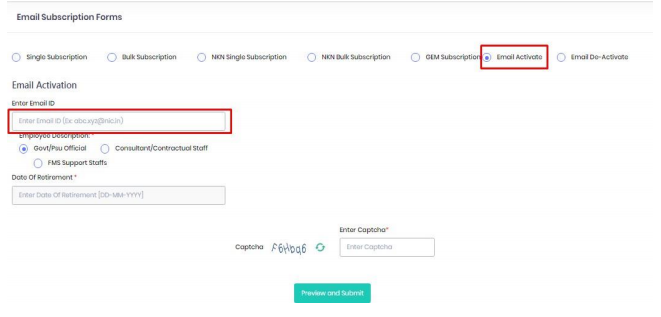 Email Subscription Forms
Single Subscription Bulk Subscription NKN Single Subscription NKN Bulk Subscription GEM Subscription Email Activate Email De-Activate
Email Activation
Enter Email ID
Enter Email ID (Ex: abc.xyz@nic.in)
Employee Description: *
Govt/Psu Official Consultant/Contractual Staff
FMS Support Staffs
Date Of Retirement *
Enter Date Of Retirement [DD-MM-YYYY]
Enter Captcha*
Captcha F6Hbq6 Enter Captcha
Preview and Submit